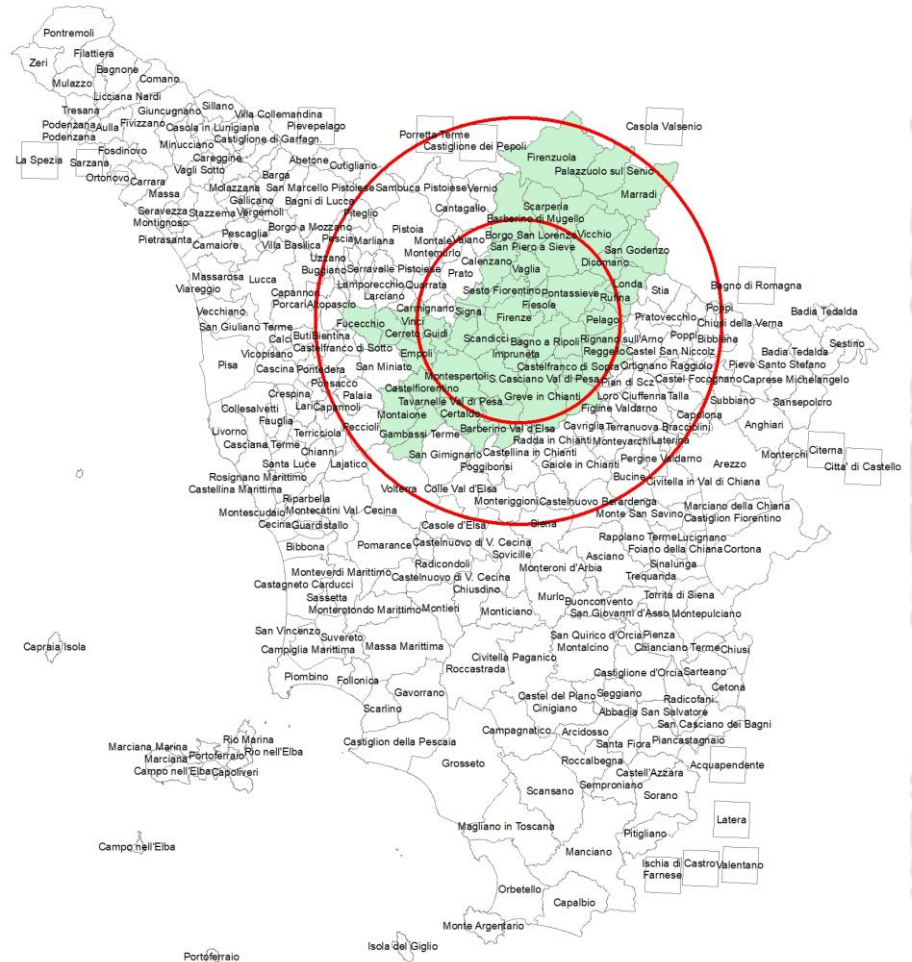 Pontremoli
Zeri
Filattiera
Bagnone
Mulazzo
Comano
Licciana Nardi
Tresana
Giuncugnano
Sillano
Villa Collemandina
Podenzana
Aulla
Fivizzano
Casola in Lunigiana
Pievepelago
Podenzana
Castiglione di Garfagn.
Porretta Terme
Casola Valsenio
Fosdinovo
Minucciano
Castiglione dei Pepoli
La Spezia
Sarzana
Careggine
Abetone
Cutigliano
Firenzuola
Ortonovo
Carrara
Vagli Sotto
Barga
Palazzuolo sul Senio
Massa
Molazzana
San Marcello Pistoiese
Sambuca Pistoiese
Vernio
Marradi
Gallicano
Bagni di Lucca
Seravezza
Stazzema
Vergemoli
Piteglio
Cantagallo
Scarperia
Montignoso
Barberino di Mugello
Borgo a Mozzano
Pistoia
Pietrasanta
Pescaglia
Pescia
Marliana
Montale
Vaiano
Borgo San Lorenzo
Vicchio
Camaiore
Villa Basilica
Montemurlo
San Piero a Sieve
San Godenzo
Uzzano
Calenzano
Dicomano
Massarosa
Lucca
Buggiano
Serravalle Pistoiese
Prato
Vaglia
Bagno di Romagna
Viareggio
Capannori
Lamporecchio
Quarrata
Sesto Fiorentino
Pontassieve
Londa
Stia
Porcari
Altopascio
Larciano
Rufina
Vecchiano
Carmignano
Signa
Fiesole
Pratovecchio
Poppi
Badia Tedalda
San Giuliano Terme
Fucecchio
Vinci
Firenze
Pelago
Chiusi della Verna
Calci
Buti
Bientina
Cerreto Guidi
Scandicci
Bagno a Ripoli
Rignano sull'Arno
Poppi
Bibbiena
Sestino
Vicopisano
Castelfranco di Sotto
Empoli
Impruneta
Reggello
Castel San Niccolz
Badia Tedalda
Pisa
Cascina
Pontedera
San Miniato
Castelfranco di Sopra
Ortignano Raggiolo
Pieve Santo Stefano
Montespertoli
S. Casciano Val di Pesa
Pian di Scz
Castel Focognano
Caprese Michelangelo
Ponsacco
Castelfiorentino
Crespina
Palaia
Greve in Chianti
Loro Ciuffenna
Talla
Subbiano
Sansepolcro
Collesalvetti
Lari
Capannoli
Tavarnelle Val di Pesa
Figline Valdarno
Fauglia
Montaione
Certaldo
Capolona
Livorno
Peccioli
Gambassi Terme
Barberino Val d'Elsa
Cavriglia
Terranuova Bracciolini
Anghiari
Casciana Terme
Terricciola
Radda in Chianti
Montevarchi
Laterina
Chianni
San Gimignano
Castellina in Chianti
Pergine Valdarno
Monterchi
Citerna
Santa Luce
Lajatico
Poggibonsi
Gaiole in Chianti
Arezzo
Citta' di Castello
Rosignano Marittimo
Bucine
Civitella in Val di Chiana
Castellina Marittima
Volterra
Colle Val d'Elsa
Riparbella
Monteriggioni
Castelnuovo Berardenga
Marciano della Chiana
Montescudaio
Montecatini Val. Cecina
Monte San Savino
Castiglion Fiorentino
Cecina
Guardistallo
Casole d'Elsa
Siena
Rapolano Terme
Lucignano
Bibbona
Pomarance
Castelnuovo di V. Cecina
Foiano della Chiana
Cortona
Sovicille
Asciano
Radicondoli
Monteroni d'Arbia
Sinalunga
Monteverdi Marittimo
Castelnuovo di V. Cecina
Trequanda
Castagneto Carducci
Chiusdino
Sassetta
Murlo
Buonconvento
Torrita di Siena
Monterotondo Marittimo
Montieri
Monticiano
San Giovanni d'Asso
Montepulciano
San Vincenzo
Suvereto
San Quirico d'Orcia
Pienza
Campiglia Marittima
Massa Marittima
Montalcino
Chianciano Terme
Chiusi
Capraia Isola
Civitella Paganico
Roccastrada
Piombino
Follonica
Castiglione d'Orcia
Sarteano
Gavorrano
Castel del Piano
Seggiano
Cetona
Scarlino
Cinigiano
Radicofani
Abbadia San Salvatore
Campagnatico
Arcidosso
San Casciano dei Bagni
Rio Marina
Marciana Marina
Castiglion della Pescaia
Santa Fiora
Piancastagnaio
Marciana
Portoferraio
Rio nell'Elba
Grosseto
Roccalbegna
Acquapendente
Campo nell'Elba
Capoliveri
Castell'Azzara
Semproniano
Scansano
Sorano
Latera
Campo nell'Elba
Magliano in Toscana
Pitigliano
Manciano
Ischia di
Farnese
Castro
Valentano
Orbetello
Capalbio
Monte Argentario
Isola del Giglio
Portoferraio